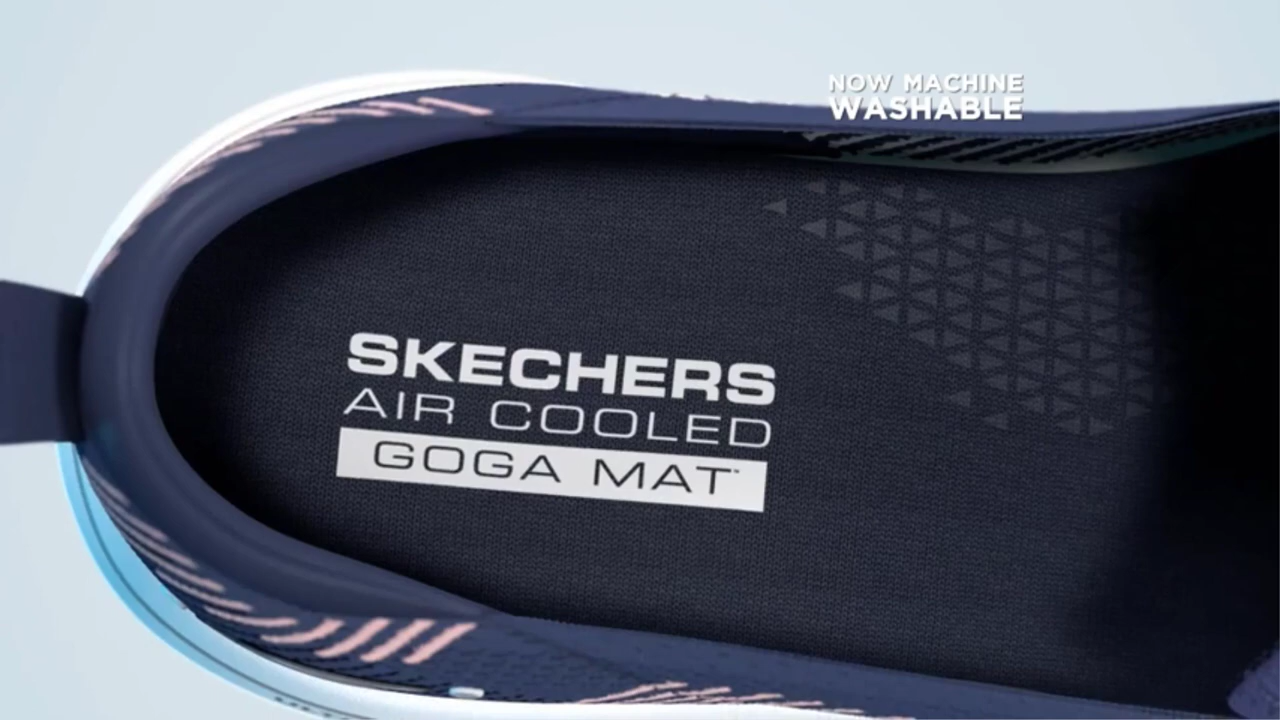 NOW MACHINE
WASHABLE
SKECHERS
AIR COOLED
GOGA MAT™